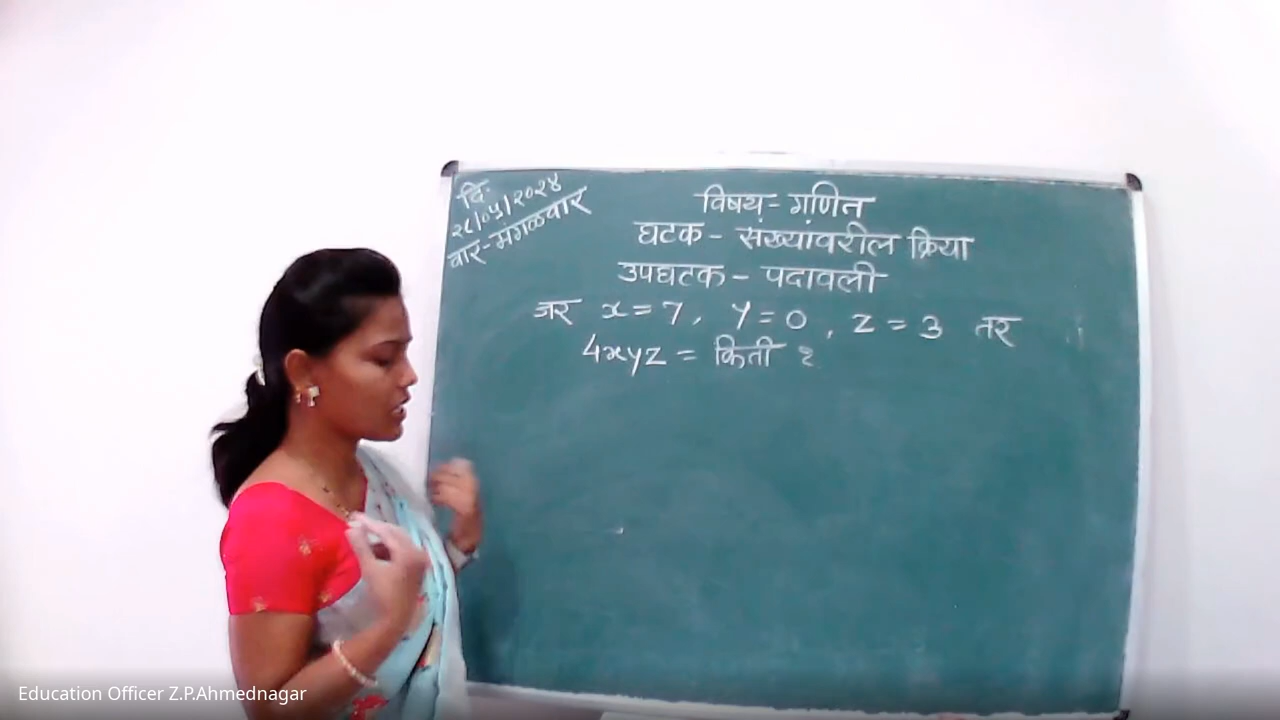 दि:
२८/०५/२०२४
वार-मंगळवार
विषय= गणित
घटक - संख्यांवरील क्रिया
उपघटक - पदावली
जर x=7, y=0, z=3 तर
4xyz = किती ?
Education Officer Z.P.Ahmednagar